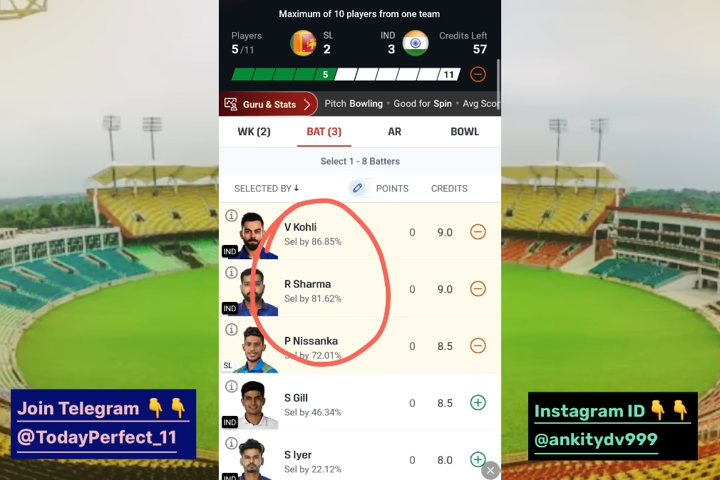 Maximum of 10 players from one team
Players SL IND Credits Left
5/11 2 3 57
5 11
Guru & Stats Pitch Bowling • Good for Spin • Avg Scor
WK (2) BAT (3) AR BOWL
Select 1 - 8 Batters
SELECTED BY ↓ POINTS CREDITS
V Kohli
Sel by 86.85% 0 9.0
IND
R Sharma
Sel by 81.62% 0 9.0
IND
P Nissanka
Sel by 72.01% 0 8.5
SL
S Gill
Sel by 46.34% 0 8.5
IND
S Iyer
Sel by 22.12% 0 8.0
IND
Join Telegram 👇👇
@TodayPerfect_11
Instagram ID👇👇
@ankitydv999